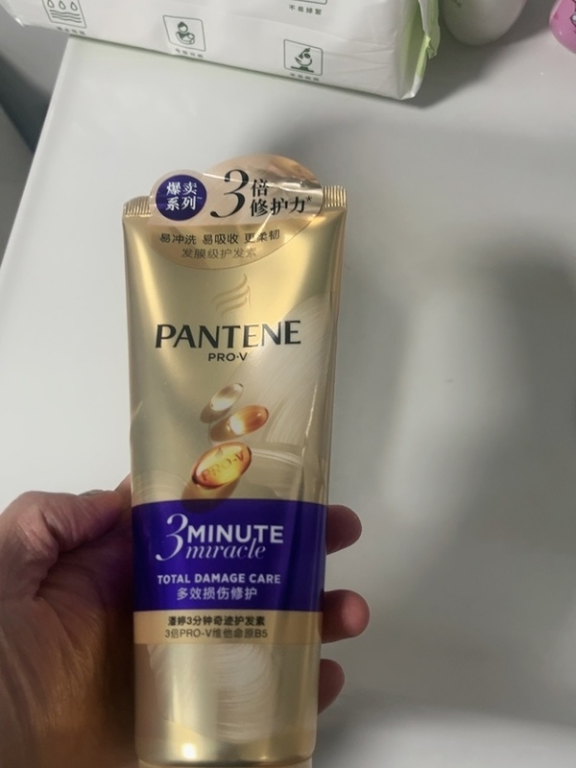 爆卖
系列
3倍
修护力*
易冲洗 易吸收 更柔韧
发膜级护发素
PANTENE
PRO-V
PRO-V
3 MINUTE
miracle
TOTAL DAMAGE CARE
多效损伤修护
潘婷3分钟奇迹护发素
3倍PRO-V维他命原B5